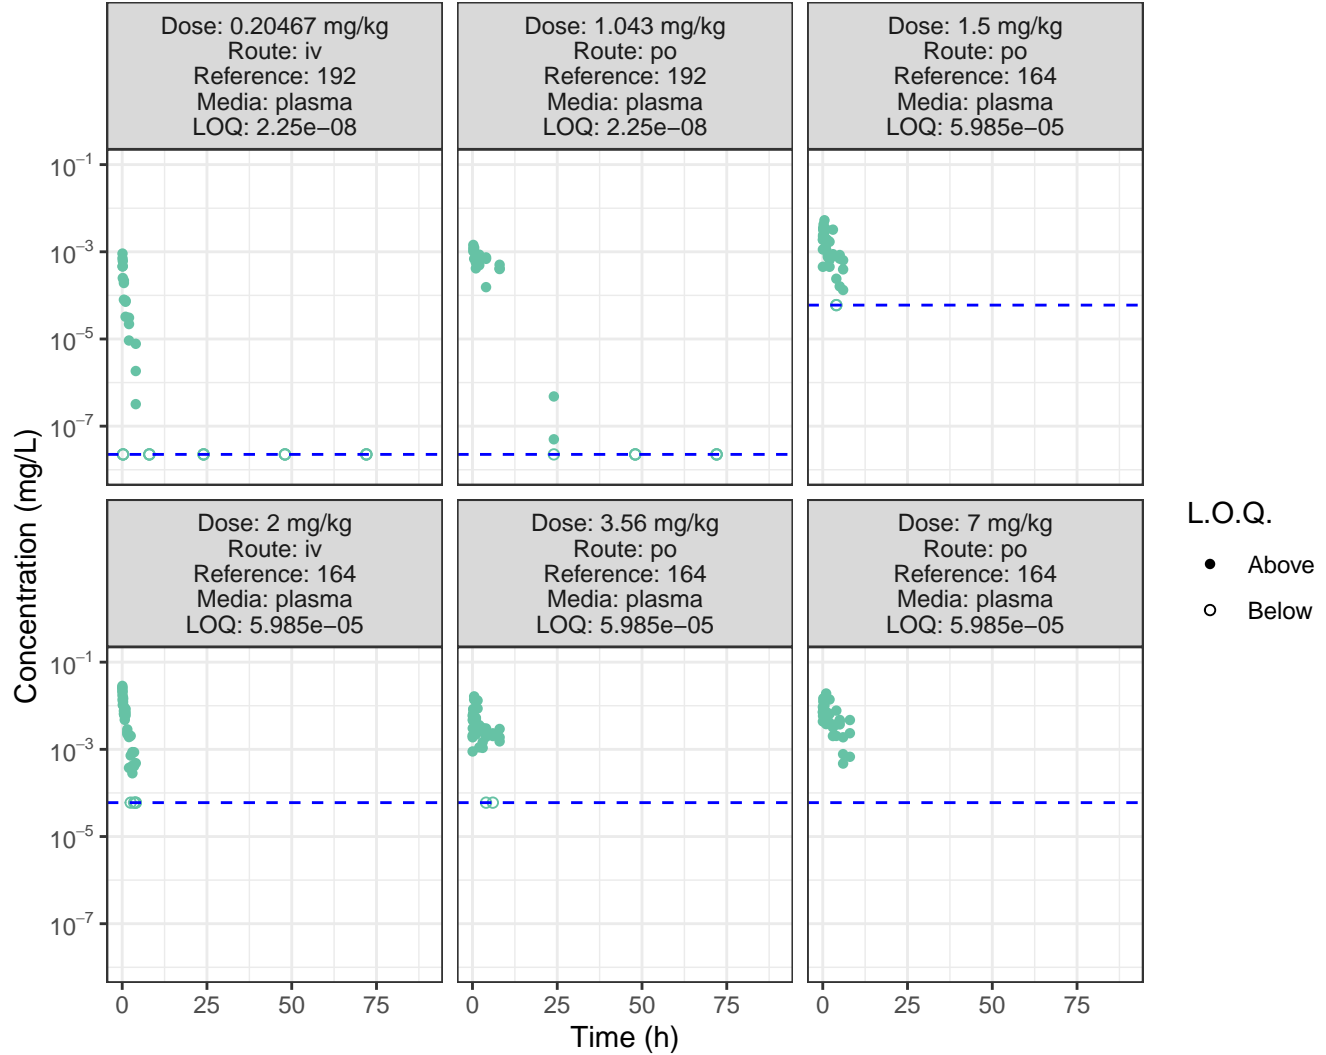 Dose: 0.20467 mg/kg
Route: iv
Reference: 192
Media: plasma
LOQ: 2.25e−08
Dose: 1.043 mg/kg
Route: po
Reference: 192
Media: plasma
LOQ: 2.25e−08
Dose: 1.5 mg/kg
Route: po
Reference: 164
Media: plasma
LOQ: 5.985e−05
10⁻¹
10⁻³
10⁻⁵
10⁻⁷
Dose: 2 mg/kg
Route: iv
Reference: 164
Media: plasma
LOQ: 5.985e−05
Dose: 3.56 mg/kg
Route: po
Reference: 164
Media: plasma
LOQ: 5.985e−05
Dose: 7 mg/kg
Route: po
Reference: 164
Media: plasma
LOQ: 5.985e−05
10⁻¹
10⁻³
10⁻⁵
10⁻⁷
0 25 50 75
0 25 50 75
0 25 50 75
Time (h)
Concentration (mg/L)
L.O.Q.
Above
Below